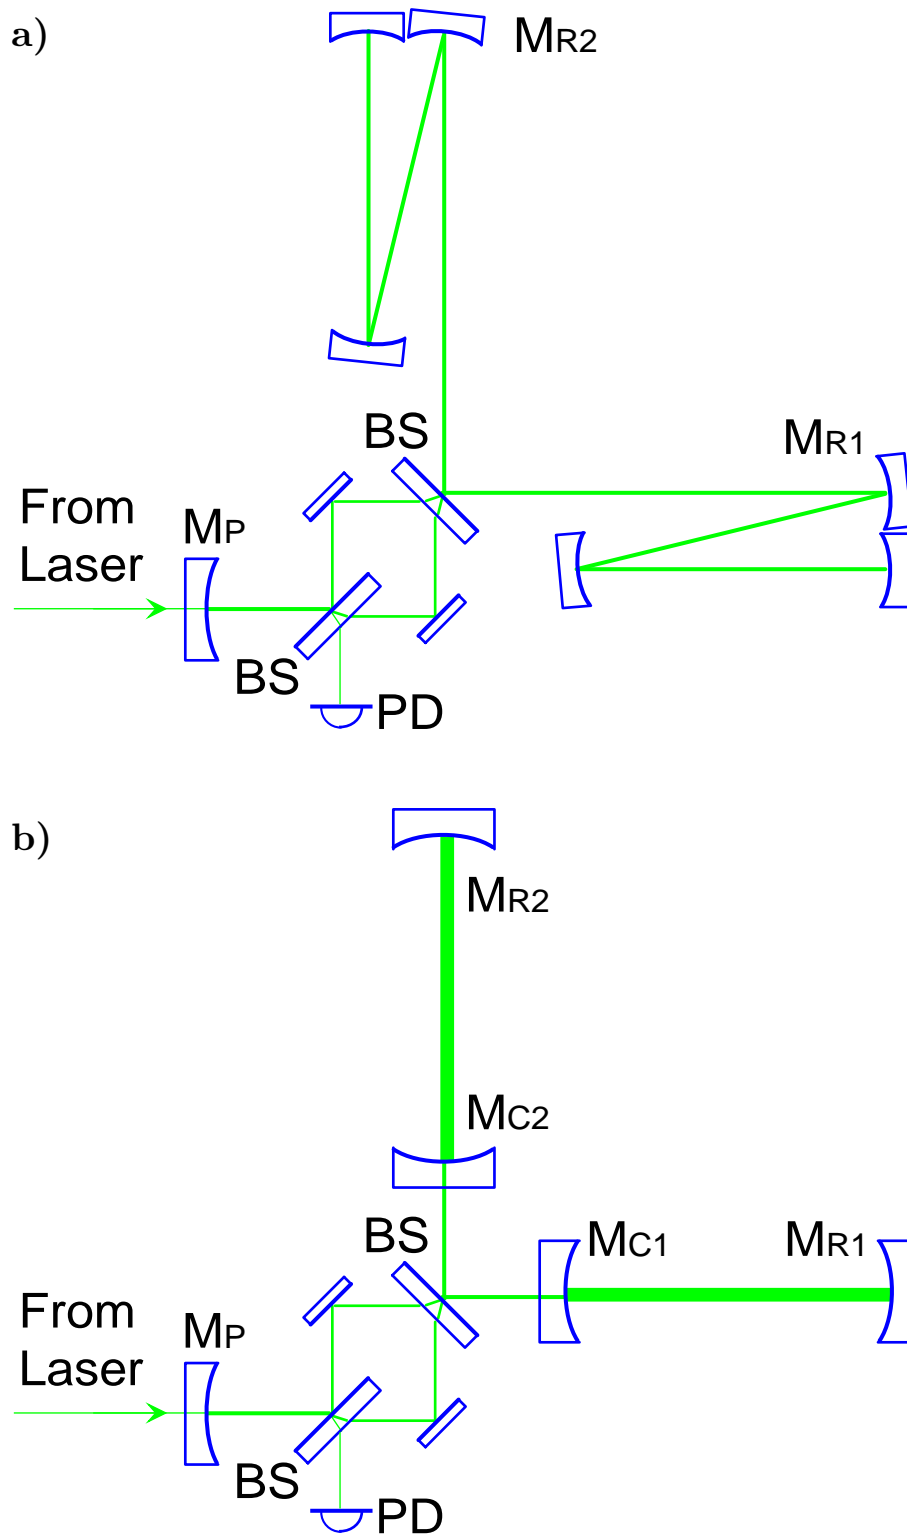 a)
MR2
BS
MR1
From
Laser
MP
BS
PD
b)
MR2
MC2
BS
MC1
MR1
From
Laser
MP
BS
PD